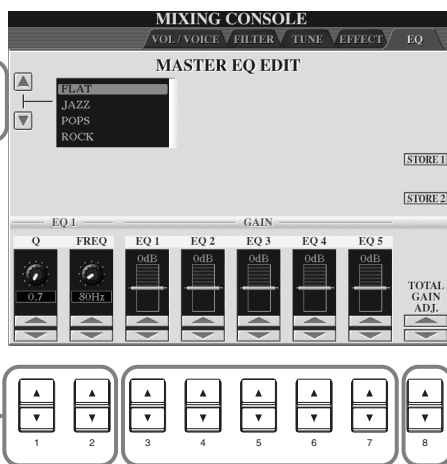 MIXING CONSOLE
VOL / VOICE FILTER TUNE EFFECT EQ
MASTER EQ EDIT
FLAT
JAZZ
POPS
ROCK
STORE 1
STORE 2
EQ 1 GAIN
Q FREQ EQ 1 EQ 2 EQ 3 EQ 4 EQ 5
0dB 0dB 0dB 0dB 0dB
0.7 80Hz
TOTAL
GAIN
ADJ.
1 2 3 4 5 6 7 8